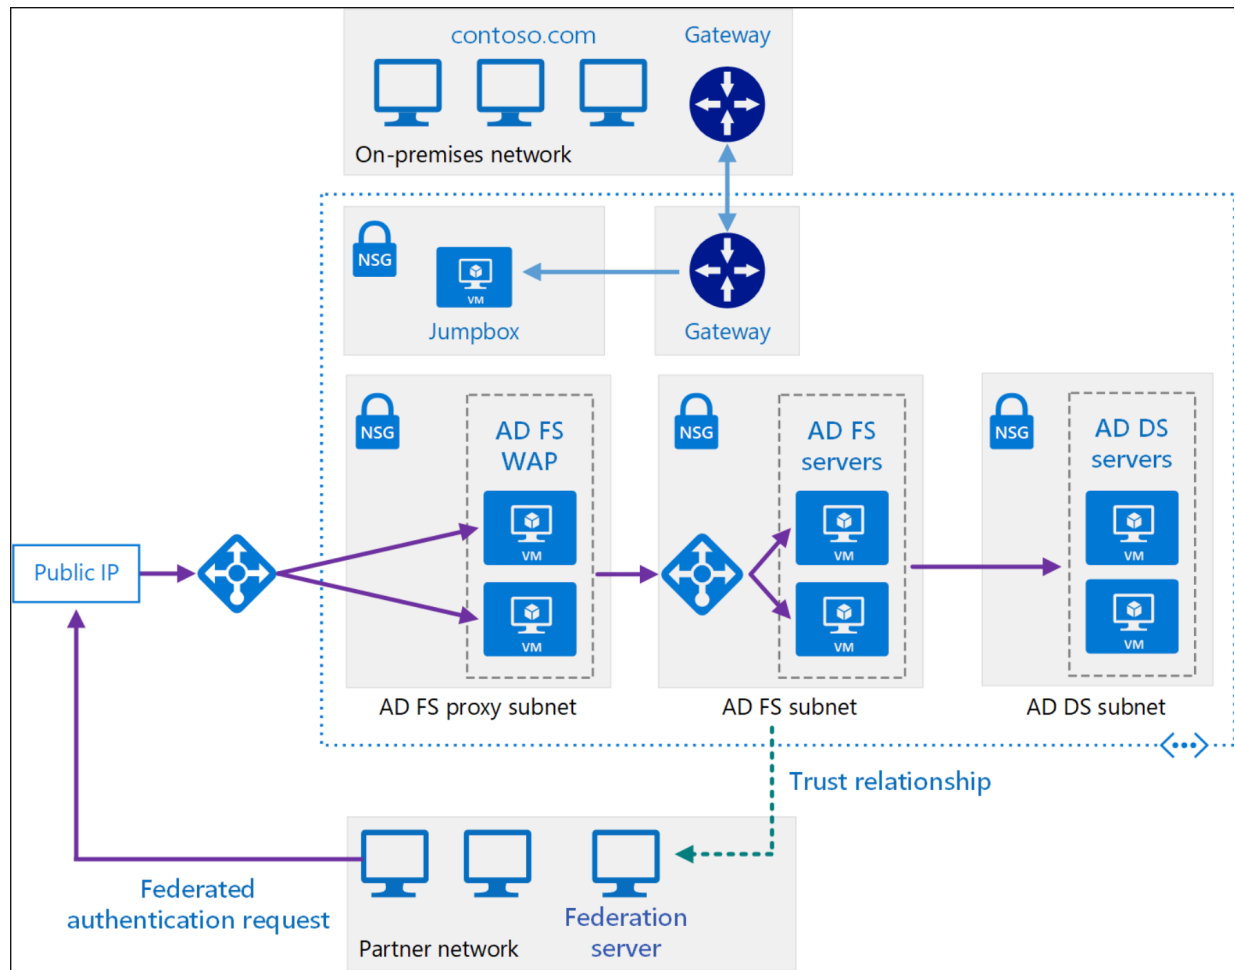 contoso.com
Gateway
On-premises network
NSG
VM
Jumpbox
Gateway
NSG
AD FS
WAP
VM
VM
AD FS proxy subnet
NSG
AD FS
servers
VM
VM
AD FS subnet
NSG
AD DS
servers
VM
VM
AD DS subnet
Public IP
Trust relationship
Federated
authentication request
Federation
server
Partner network